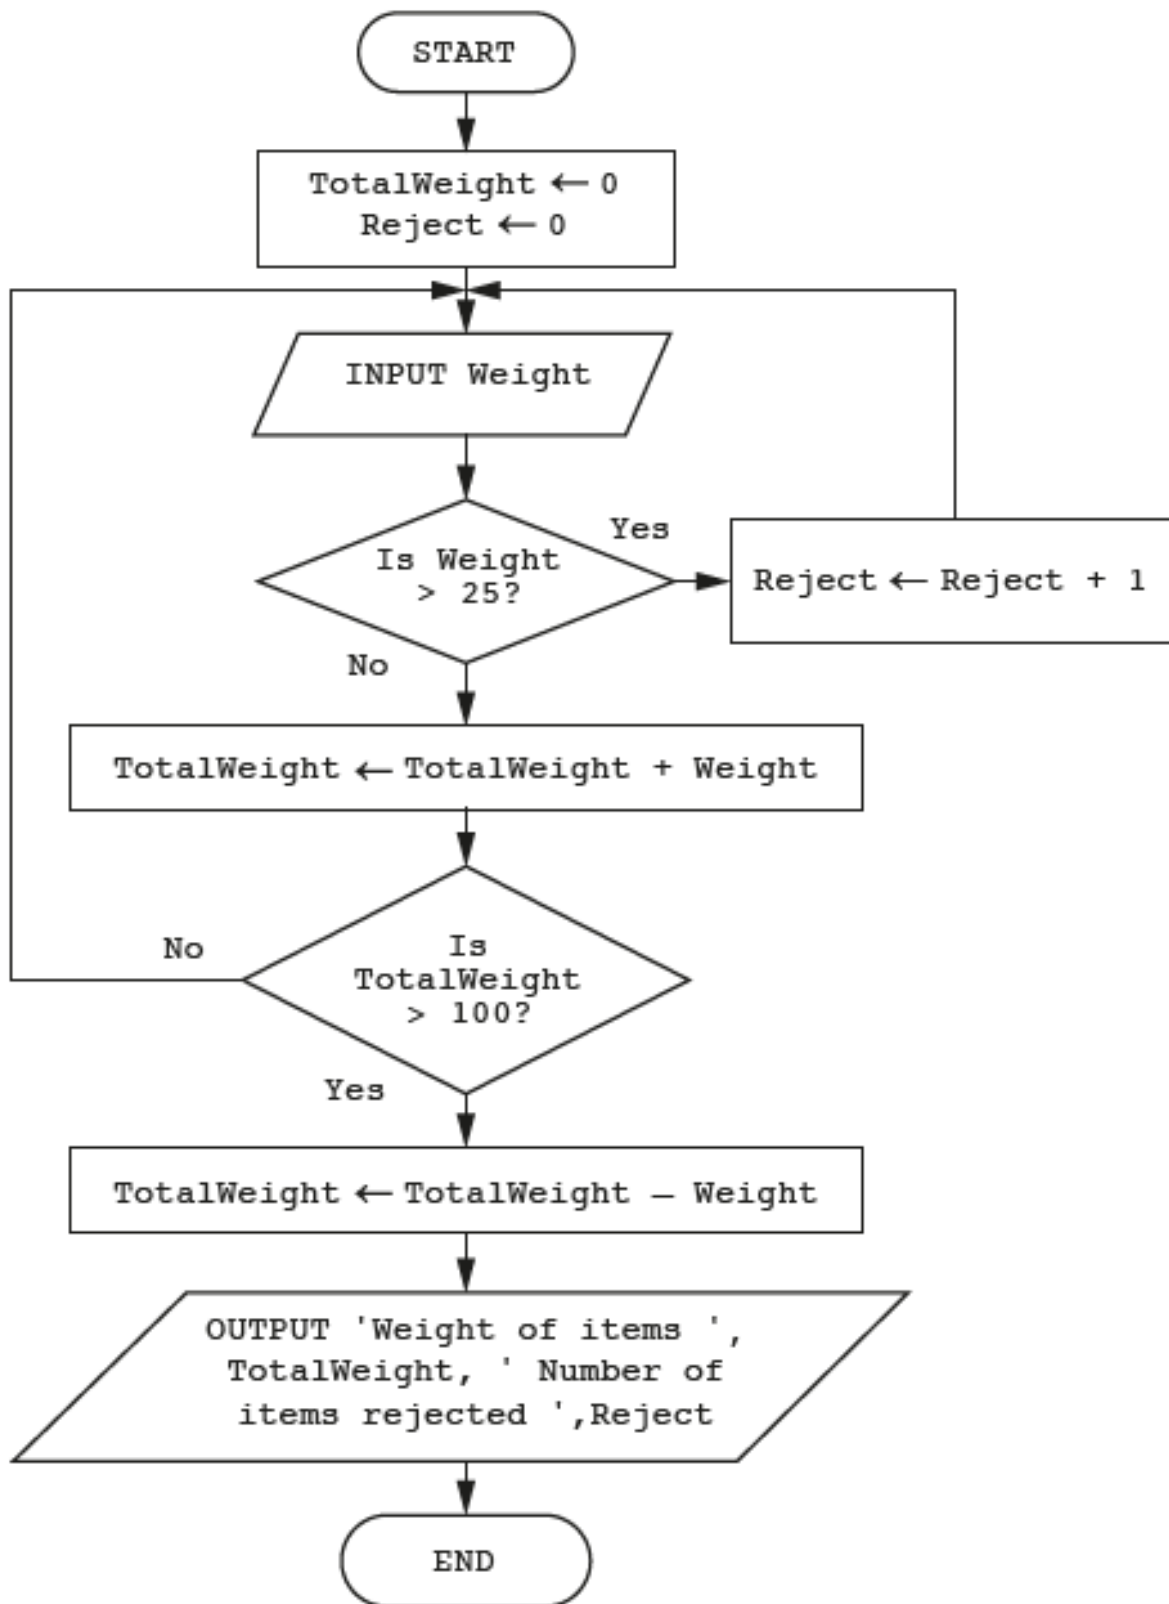 START
TotalWeight ← 0
Reject ← 0
INPUT Weight
Is Weight
> 25?
Yes
Reject ← Reject + 1
No
TotalWeight ← TotalWeight + Weight
Is
TotalWeight
> 100?
No
Yes
TotalWeight ← TotalWeight – Weight
OUTPUT 'Weight of items ',
TotalWeight, ' Number of
items rejected ',Reject
END